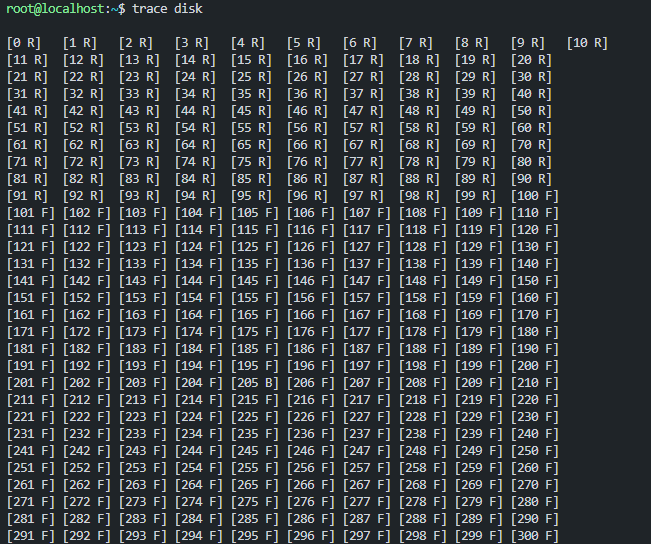 root@localhost:~$ trace disk
[0 R] [1 R] [2 R] [3 R] [4 R] [5 R] [6 R] [7 R] [8 R] [9 R] [10 R]
[11 R] [12 R] [13 R] [14 R] [15 R] [16 R] [17 R] [18 R] [19 R] [20 R]
[21 R] [22 R] [23 R] [24 R] [25 R] [26 R] [27 R] [28 R] [29 R] [30 R]
[31 R] [32 R] [33 R] [34 R] [35 R] [36 R] [37 R] [38 R] [39 R] [40 R]
[41 R] [42 R] [43 R] [44 R] [45 R] [46 R] [47 R] [48 R] [49 R] [50 R]
[51 R] [52 R] [53 R] [54 R] [55 R] [56 R] [57 R] [58 R] [59 R] [60 R]
[61 R] [62 R] [63 R] [64 R] [65 R] [66 R] [67 R] [68 R] [69 R] [70 R]
[71 R] [72 R] [73 R] [74 R] [75 R] [76 R] [77 R] [78 R] [79 R] [80 R]
[81 R] [82 R] [83 R] [84 R] [85 R] [86 R] [87 R] [88 R] [89 R] [90 R]
[91 R] [92 R] [93 R] [94 R] [95 R] [96 R] [97 R] [98 R] [99 R] [100 F]
[101 F] [102 F] [103 F] [104 F] [105 F] [106 F] [107 F] [108 F] [109 F] [110 F]
[111 F] [112 F] [113 F] [114 F] [115 F] [116 F] [117 F] [118 F] [119 F] [120 F]
[121 F] [122 F] [123 F] [124 F] [125 F] [126 F] [127 F] [128 F] [129 F] [130 F]
[131 F] [132 F] [133 F] [134 F] [135 F] [136 F] [137 F] [138 F] [139 F] [140 F]
[141 F] [142 F] [143 F] [144 F] [145 F] [146 F] [147 F] [148 F] [149 F] [150 F]
[151 F] [152 F] [153 F] [154 F] [155 F] [156 F] [157 F] [158 F] [159 F] [160 F]
[161 F] [162 F] [163 F] [164 F] [165 F] [166 F] [167 F] [168 F] [169 F] [170 F]
[171 F] [172 F] [173 F] [174 F] [175 F] [176 F] [177 F] [178 F] [179 F] [180 F]
[181 F] [182 F] [183 F] [184 F] [185 F] [186 F] [187 F] [188 F] [189 F] [190 F]
[191 F] [192 F] [193 F] [194 F] [195 F] [196 F] [197 F] [198 F] [199 F] [200 F]
[201 F] [202 F] [203 F] [204 F] [205 B] [206 F] [207 F] [208 F] [209 F] [210 F]
[211 F] [212 F] [213 F] [214 F] [215 F] [216 F] [217 F] [218 F] [219 F] [220 F]
[221 F] [222 F] [223 F] [224 F] [225 F] [226 F] [227 F] [228 F] [229 F] [230 F]
[231 F] [232 F] [233 F] [234 F] [235 F] [236 F] [237 F] [238 F] [239 F] [240 F]
[241 F] [242 F] [243 F] [244 F] [245 F] [246 F] [247 F] [248 F] [249 F] [250 F]
[251 F] [252 F] [253 F] [254 F] [255 F] [256 F] [257 F] [258 F] [259 F] [260 F]
[261 F] [262 F] [263 F] [264 F] [265 F] [266 F] [267 F] [268 F] [269 F] [270 F]
[271 F] [272 F] [273 F] [274 F] [275 F] [276 F] [277 F] [278 F] [279 F] [280 F]
[281 F] [282 F] [283 F] [284 F] [285 F] [286 F] [287 F] [288 F] [289 F] [290 F]
[291 F] [292 F] [293 F] [294 F] [295 F] [296 F] [297 F] [298 F] [299 F] [300 F]